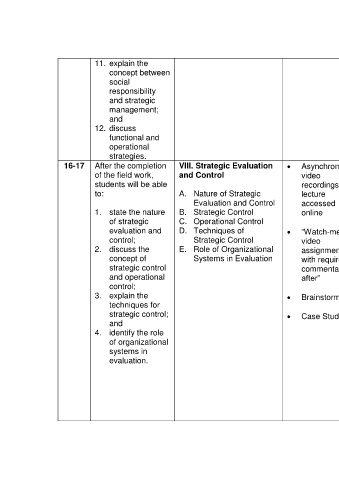 11. explain the
concept between
social
responsibility
and strategic
management;
and
12. discuss
functional and
operational
strategies.
16-17
After the completion
of the field work,
students will be able
to:
1. state the nature
of strategic
evaluation and
control;
2. discuss the
concept of
strategic control
and operational
control;
3. explain the
techniques for
strategic control;
and
4. identify the role
of organizational
systems in
evaluation.
VIII. Strategic Evaluation
and Control
A. Nature of Strategic
Evaluation and Control
B. Strategic Control
C. Operational Control
D. Techniques of
Strategic Control
E. Role of Organizational
Systems in Evaluation
• Asynchron
video
recordings
lecture
accessed
online
• “Watch-me
video
assignmen
with requir
commenta
after”
• Brainstorm
• Case Stud